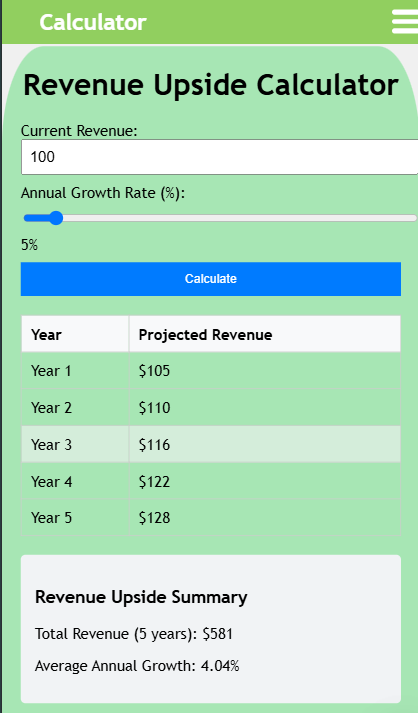 Calculator
Revenue Upside Calculator
Current Revenue:
100
Annual Growth Rate (%):
5%
Calculate
Year Projected Revenue
Year 1 $105
Year 2 $110
Year 3 $116
Year 4 $122
Year 5 $128
Revenue Upside Summary
Total Revenue (5 years): $581
Average Annual Growth: 4.04%